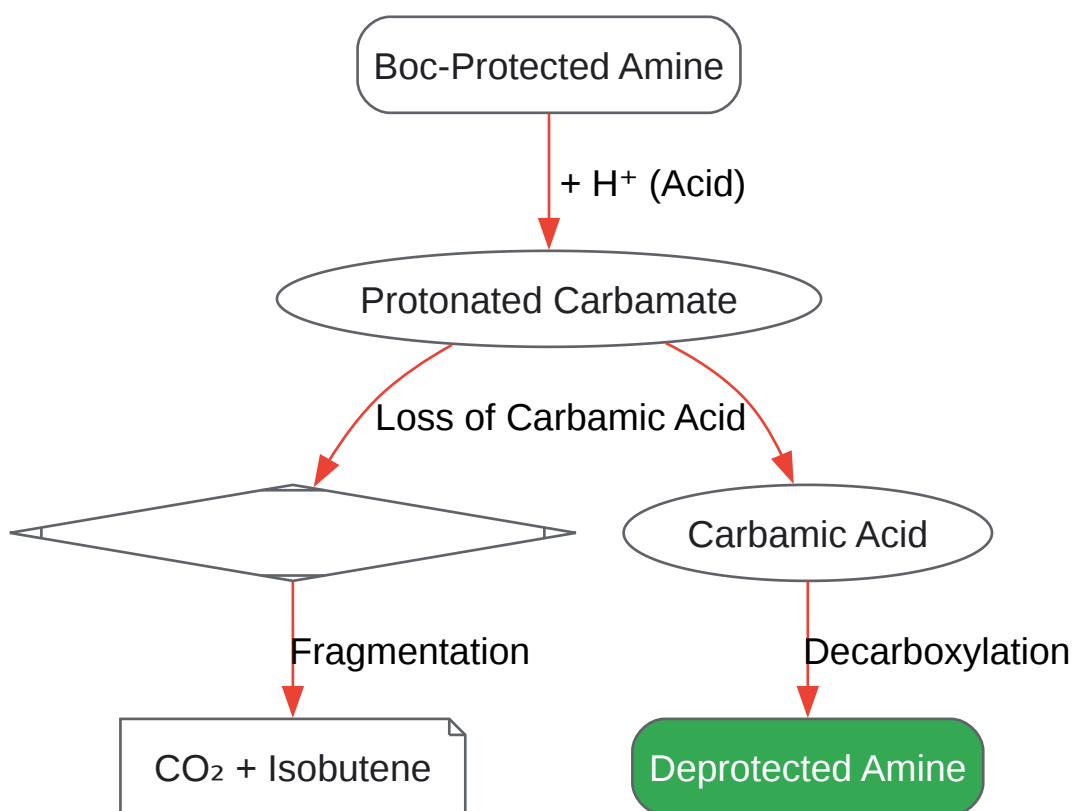 Boc-Protected Amine
+ H⁺ (Acid)
Protonated Carbamate
Loss of Carbamic Acid
Carbamic Acid
Fragmentation
Decarboxylation
CO₂ + Isobutene
Deprotected Amine